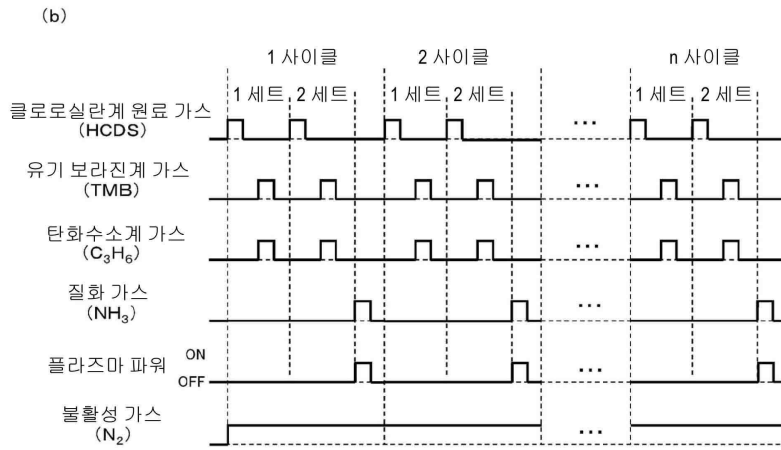 (b)
1 사이클 2 사이클 n 사이클
1 세트 2 세트 1 세트 2 세트 1 세트 2 세트
클로로실란계 원료 가스
(HCDS)
...
유기 보라진계 가스
(TMB)
...
탄화수소계 가스
(C₃H₆)
...
질화 가스
(NH₃)
...
플라즈마 파워
ON
OFF
...
불활성 가스
(N₂)
...